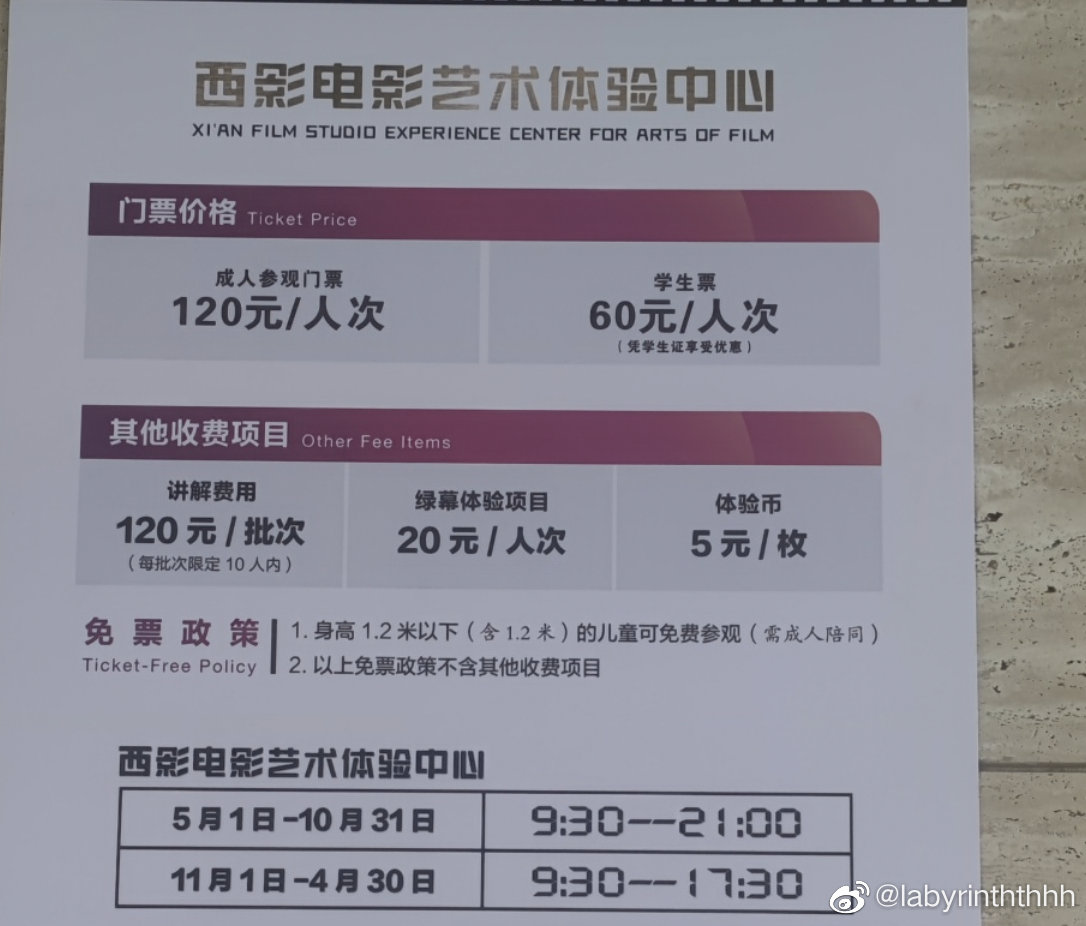 西影电影艺术体验中心
XI'AN FILM STUDIO EXPERIENCE CENTER FOR ARTS OF FILM
门票价格 Ticket Price
成人参观门票
120元/人次
学生票
60元/人次
(凭学生证享受优惠)
其他收费项目 Other Fee Items
讲解费用
120元/批次
(每批次限定10人内)
绿幕体验项目
20元/人次
体验币
5元/枚
免票政策
Ticket-Free Policy
1. 身高1.2米以下(含1.2米)的儿童可免费参观(需成人陪同)
2. 以上免票政策不含其他收费项目
西影电影艺术体验中心
5月1日-10月31日 9:30--21:00
11月1日-4月30日 9:30--17:30
@labyrinththhh